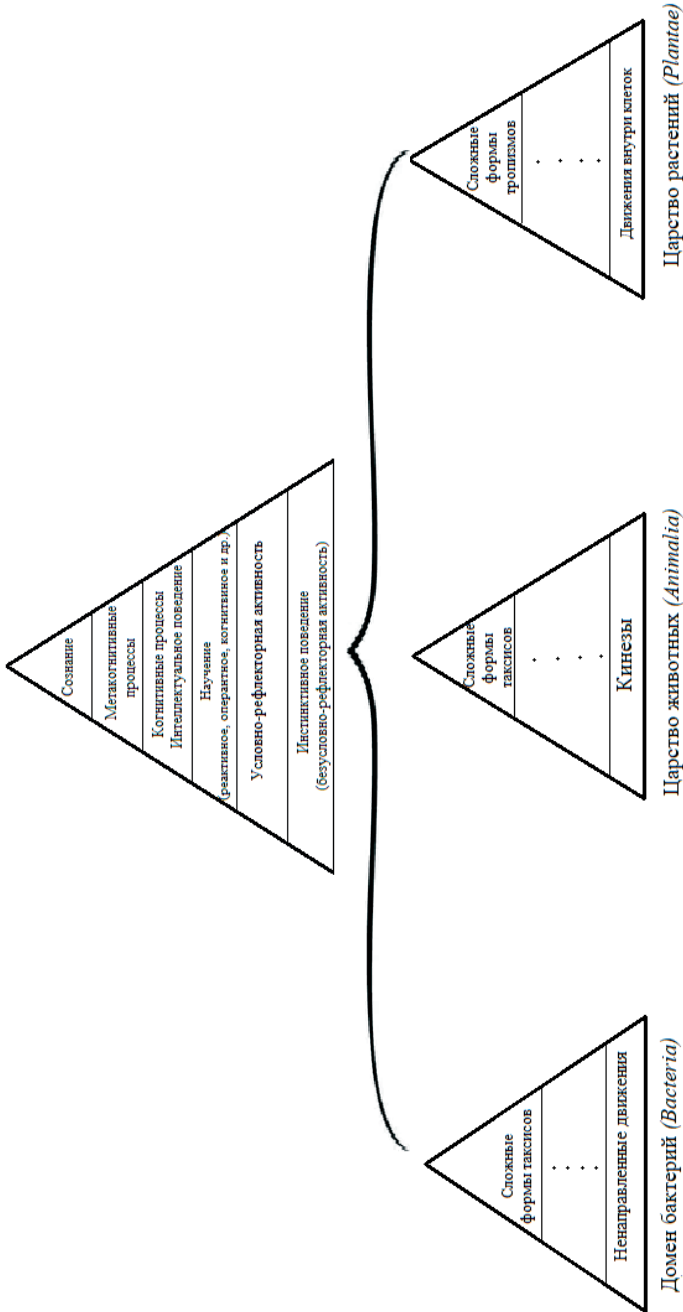 Сознание
Метакогнитивные
процессы
Когнитивные процессы
Интеллектуальное поведение
Научение
(реактивное, оперантное, когнитвиное и др.)
Условно-рефлекторная активность
Инстинктивное поведение
(безусловно-рефлекторная активность)
Сложные
формы таксисов
Ненаправленные движения
Домен бактерий (Bacteria)
Сложные
формы
таксисов
Кинезы
Царство животных (Animalia)
Сложные
формы
тропизмов
Движения внутри клеток
Царство растений (Plantae)